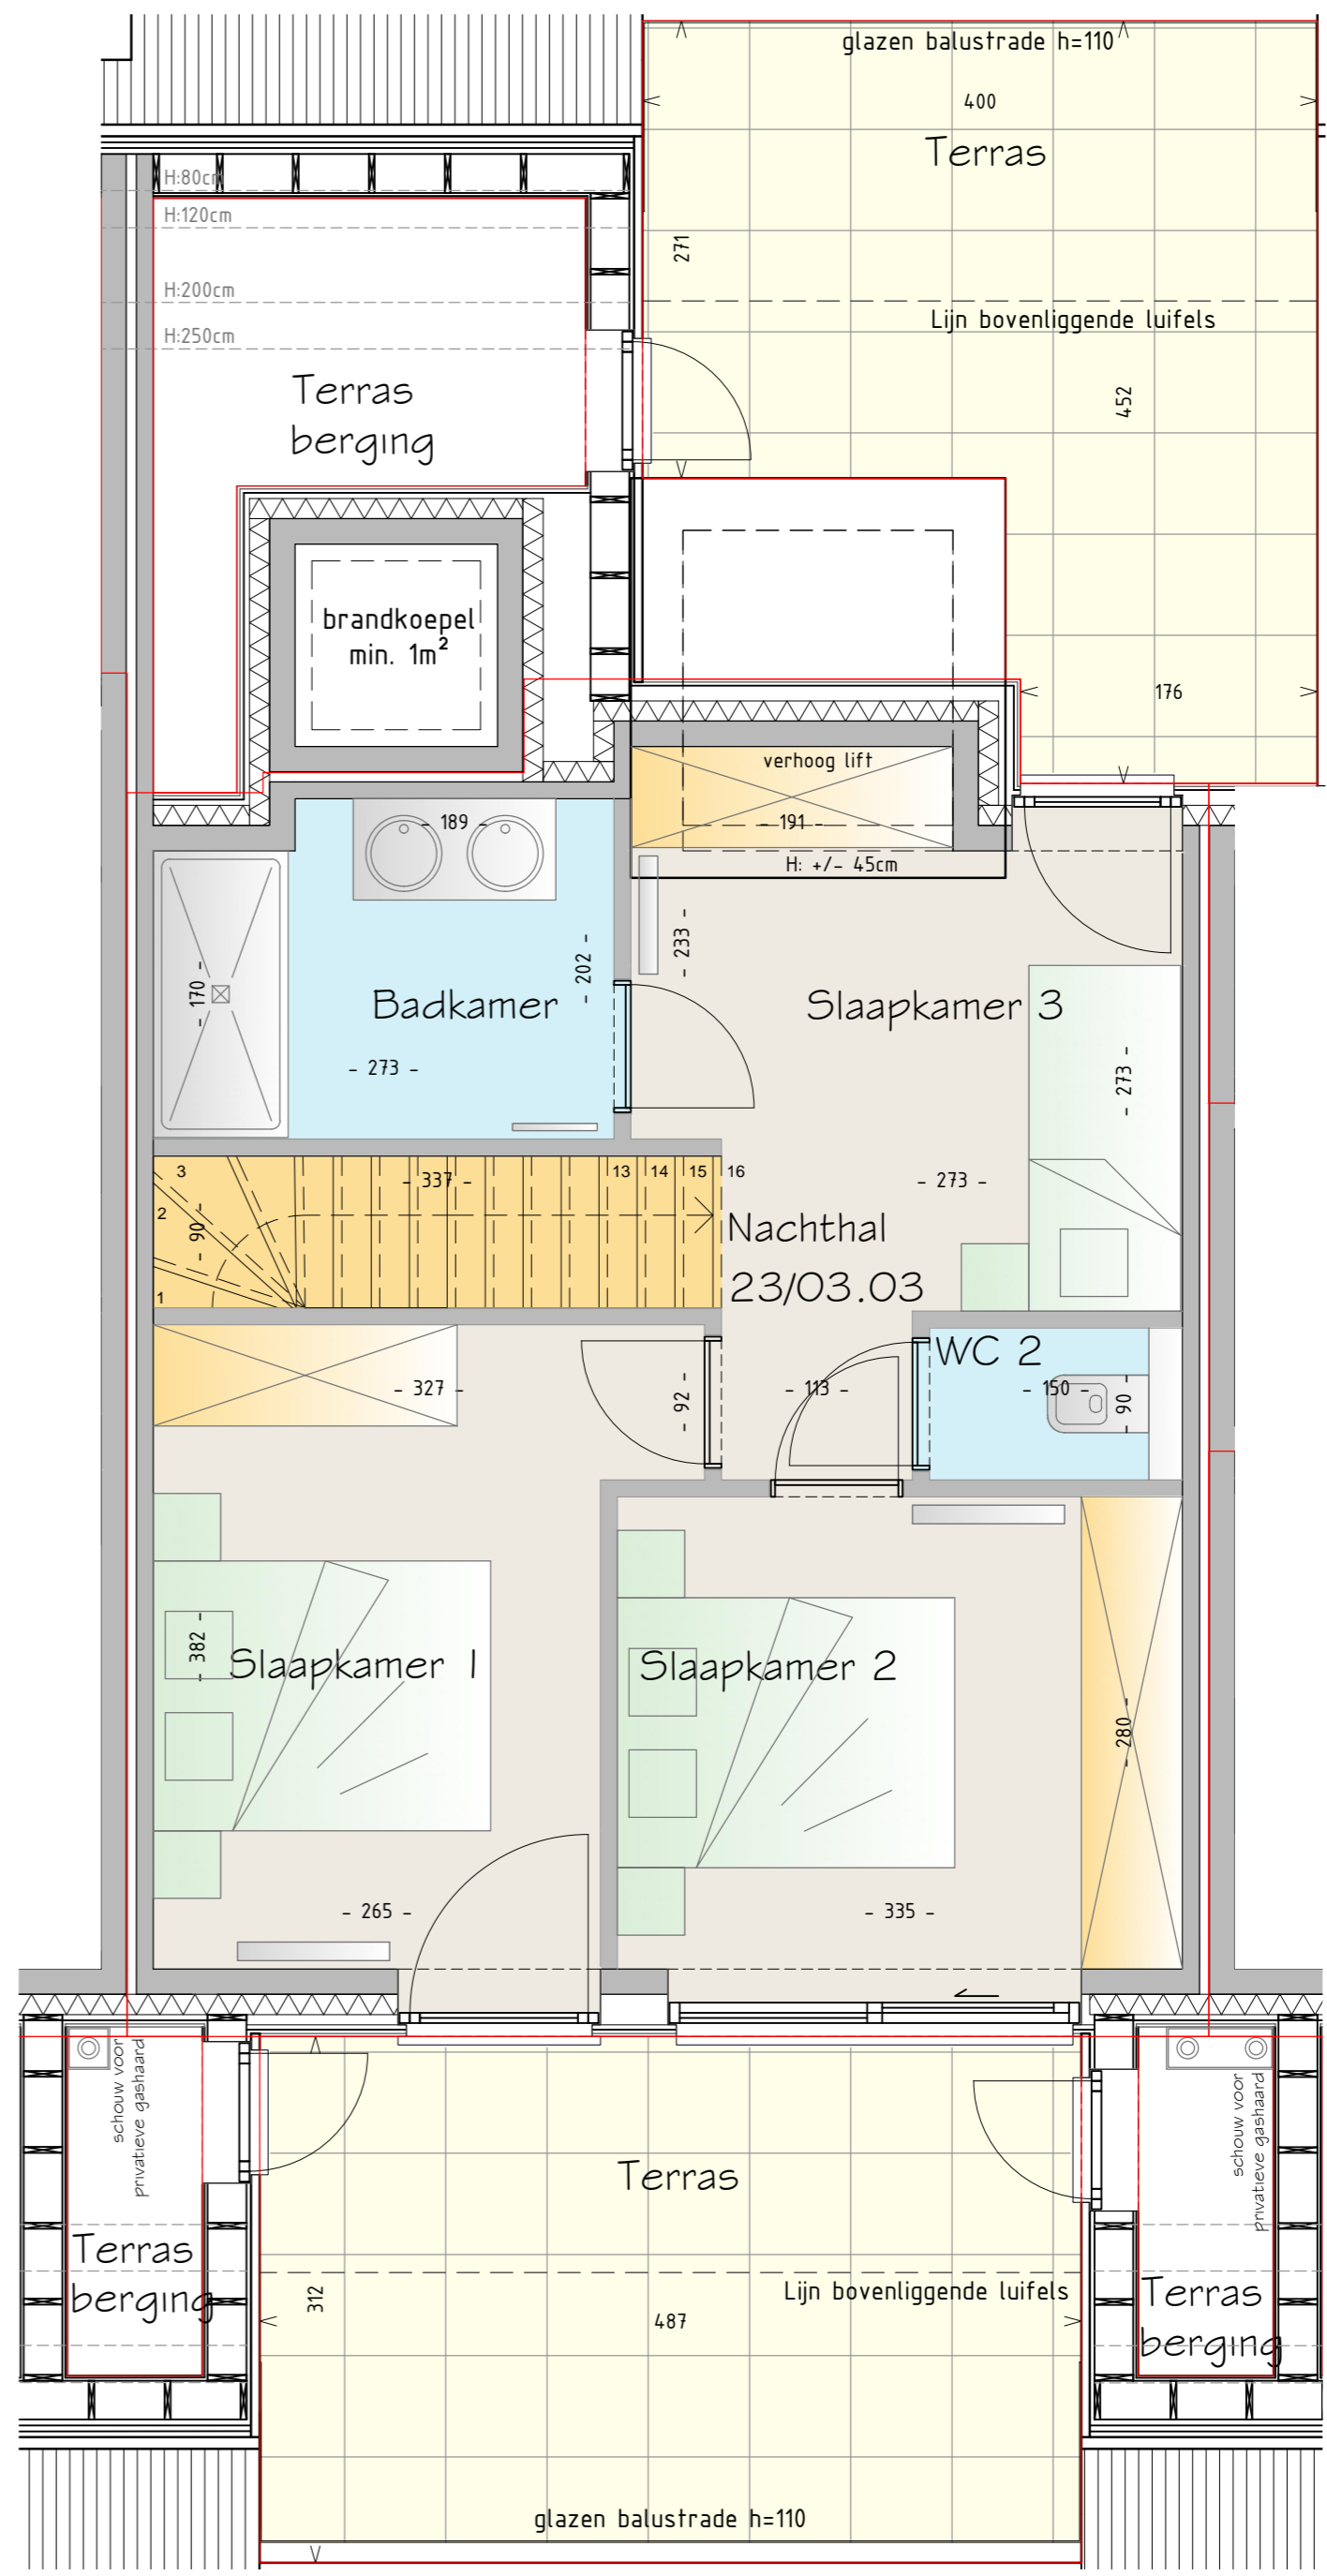 glazen balustrade h=110
400
Terras
H:80cm
H:120cm
271
H:200cm
Lijn bovenliggende luifels
H:250cm
Terras
berging
452
brandkoepel
min. 1m²
176
verhoog lift
- 189 -
- 191 -
H: +/- 45cm
- 233 -
- 202 -
- 170 -
Badkamer
Slaapkamer 3
- 273 -
- 273 -
3
- 337 -
13
14
15
16
- 273 -
2
- 90 -
Nachthal
1
23/03.03
WC 2
- 327 -
- 92 -
- 113 -
- 150 -
- 90 -
- 382 -
Slaapkamer 1
Slaapkamer 2
- 280 -
- 265 -
- 335 -
schouw voor
privatieve gashaard
schouw voor
privatieve gashaard
Terras
Terras
berging
312
Lijn bovenliggende luifels
487
Terras
berging
glazen balustrade h=110